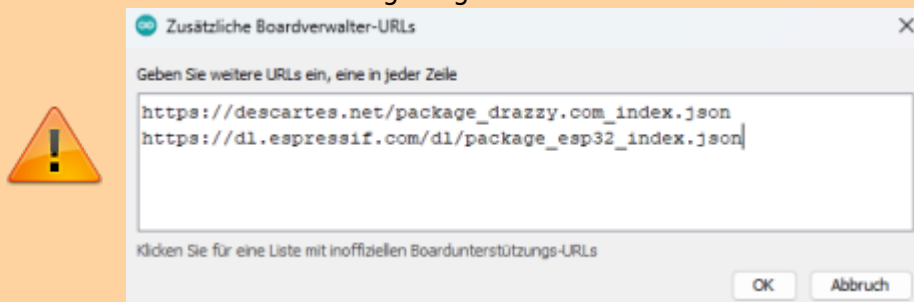 Zusätzliche Boardverwalter-URLs
Geben Sie weitere URLs ein, eine in jeder Zeile
https://descartes.net/package_drazzy.com_index.json
https://dl.espressif.com/dl/package_esp32_index.json
Klicken Sie für eine Liste mit inoffiziellen Boardunterstützungs-URLs
OK Abbruch